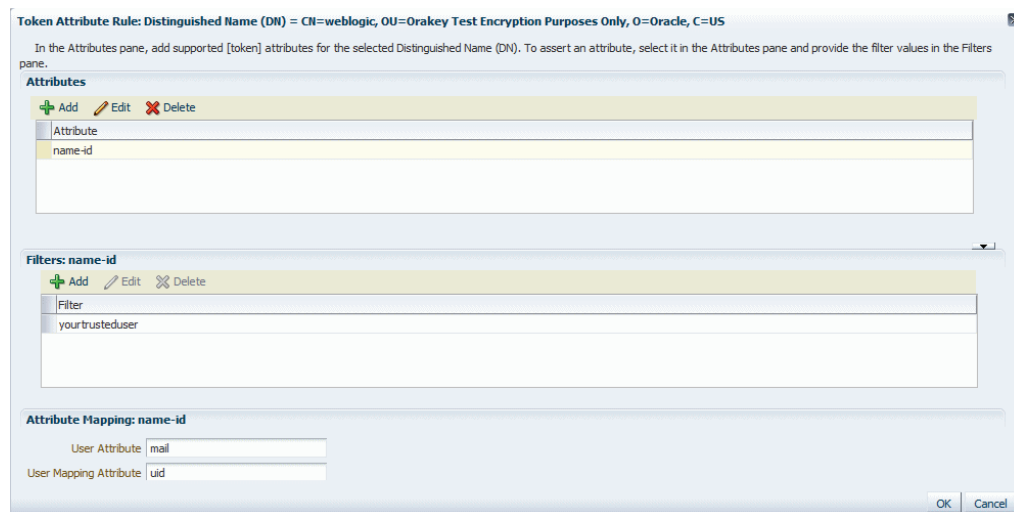 Token Attribute Rule: Distinguished Name (DN) = CN=weblogic, OU=Orakey Test Encryption Purposes Only, O=Oracle, C=US
In the Attributes pane, add supported [token] attributes for the selected Distinguished Name (DN). To assert an attribute, select it in the Attributes pane and provide the filter values in the Filters
pane.
Attributes
Add Edit Delete
Attribute
name-id
Filters: name-id
Add Edit Delete
Filter
yourtrusteduser
Attribute Mapping: name-id
User Attribute mail
User Mapping Attribute uid
OK Cancel